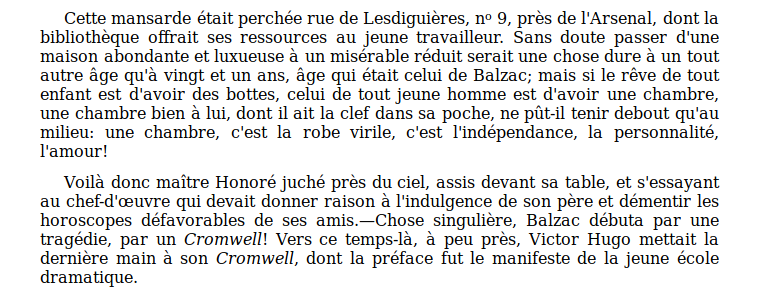 Cette mansarde était perchée rue de Lesdiguières, nº 9, près de l'Arsenal, dont la
bibliothèque offrait ses ressources au jeune travailleur. Sans doute passer d'une
maison abondante et luxueuse à un misérable réduit serait une chose dure à un tout
autre âge qu'à vingt et un ans, âge qui était celui de Balzac; mais si le rêve de tout
enfant est d'avoir des bottes, celui de tout jeune homme est d'avoir une chambre,
une chambre bien à lui, dont il ait la clef dans sa poche, ne pût-il tenir debout qu'au
milieu: une chambre, c'est la robe virile, c'est l'indépendance, la personnalité,
l'amour!
Voilà donc maître Honoré juché près du ciel, assis devant sa table, et s'essayant
au chef-d'œuvre qui devait donner raison à l'indulgence de son père et démentir les
horoscopes défavorables de ses amis.—Chose singulière, Balzac débuta par une
tragédie, par un Cromwell! Vers ce temps-là, à peu près, Victor Hugo mettait la
dernière main à son Cromwell, dont la préface fut le manifeste de la jeune école
dramatique.